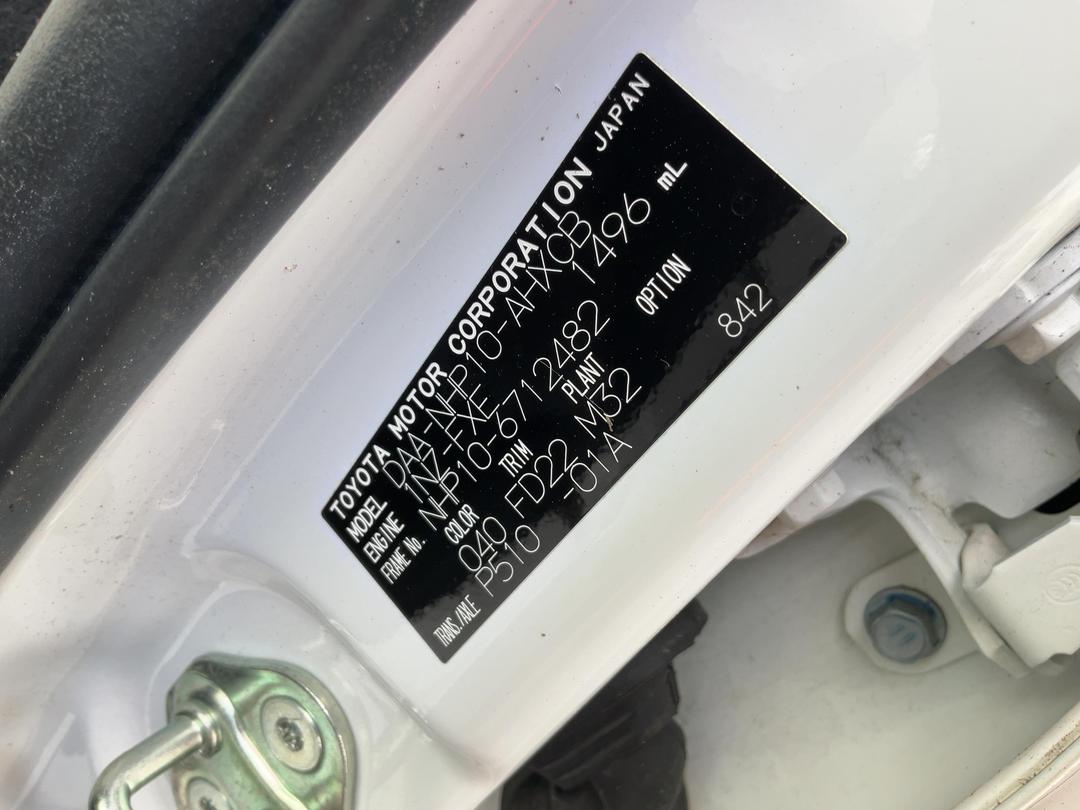 TOYOTA MOTOR CORPORATION JAPAN
MODEL DAA-NHP10-AHXCB
ENGINE 1NZ-FXE 1496 mL
FRAME No. NHP10-6712482
COLOR TRIM PLANT OPTION
040 FD22 M32 842
TRANS./AXLE P510 -01A